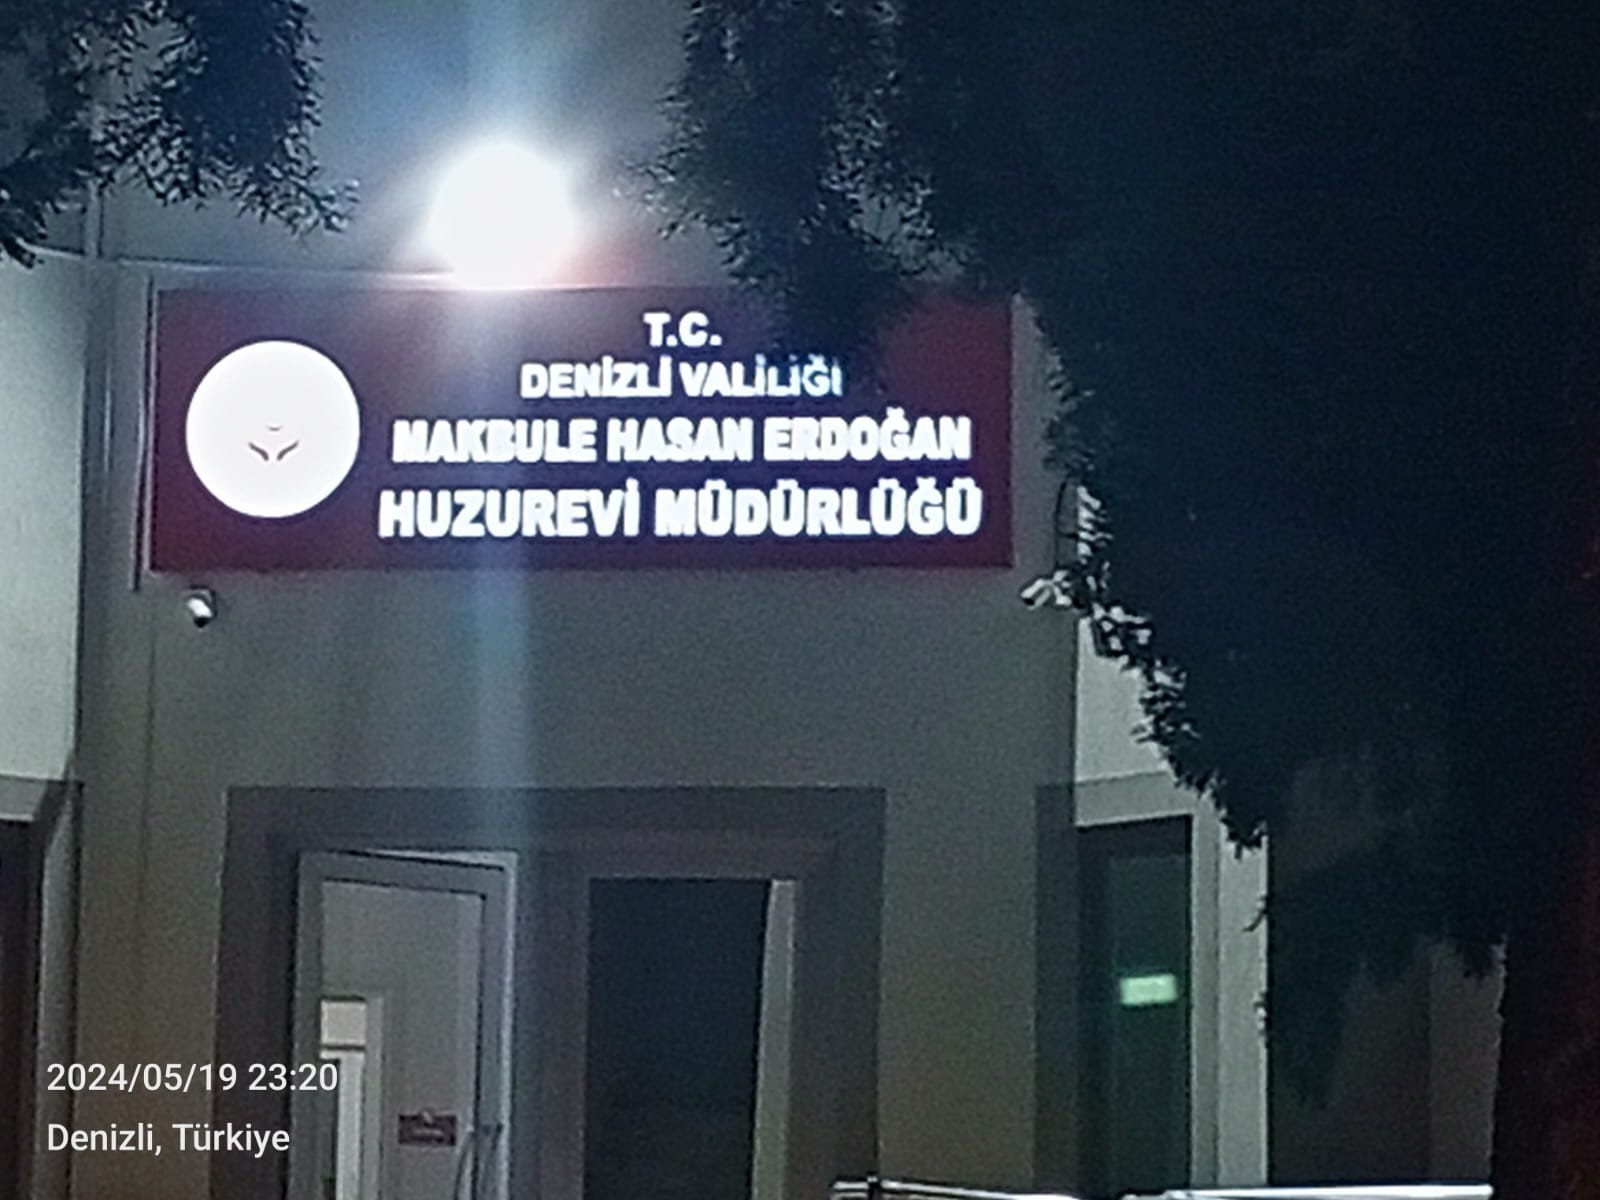 T.C.
DENİZLİ VALİLİĞİ
MAKBULE HASAN ERDOĞAN
HUZUREVİ MÜDÜRLÜĞÜ
2024/05/19 23:20
Denizli, Türkiye